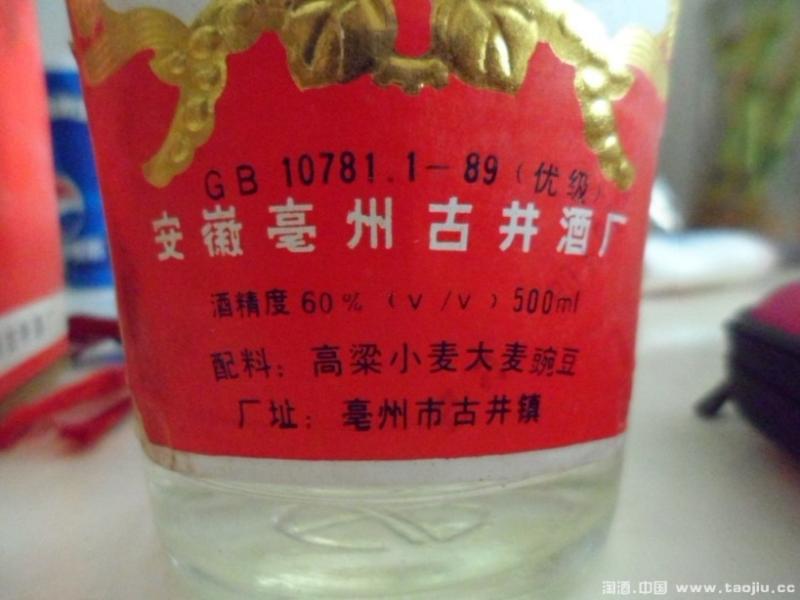 GB 10781.1-89（优级）
安徽亳州古井酒厂
酒精度60%（V/V）500ml
配料：高粱小麦大麦豌豆
厂址：亳州市古井镇
淘酒.中国 www.taojiu.cc